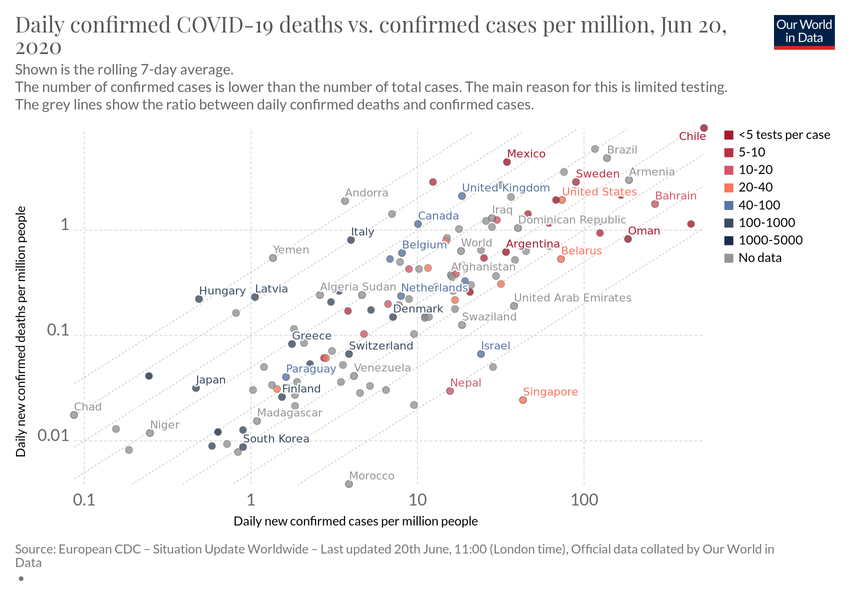 Daily confirmed COVID-19 deaths vs. confirmed cases per million, Jun 20,
2020
Our World
in Data
Shown is the rolling 7-day average.
The number of confirmed cases is lower than the number of total cases. The main reason for this is limited testing.
The grey lines show the ratio between daily confirmed deaths and confirmed cases.
Daily new confirmed deaths per million people
1
0.1
0.01
Chile
Brazil
Mexico
Armenia
Sweden
Andorra
United Kingdom
United States
Bahrain
Canada
Iraq
Dominican Republic
Italy
Oman
Belgium
World
Argentina
Belarus
Yemen
Afghanistan
Hungary
Latvia
Algeria
Sudan
Netherlands
United Arab Emirates
Denmark
Swaziland
Greece
Switzerland
Israel
Paraguay
Venezuela
Japan
Finland
Nepal
Singapore
Chad
Madagascar
Niger
South Korea
Morocco
0.1
1
10
100
Daily new confirmed cases per million people
<5 tests per case
5-10
10-20
20-40
40-100
100-1000
1000-5000
No data
Source: European CDC – Situation Update Worldwide – Last updated 20th June, 11:00 (London time), Official data collated by Our World in
Data